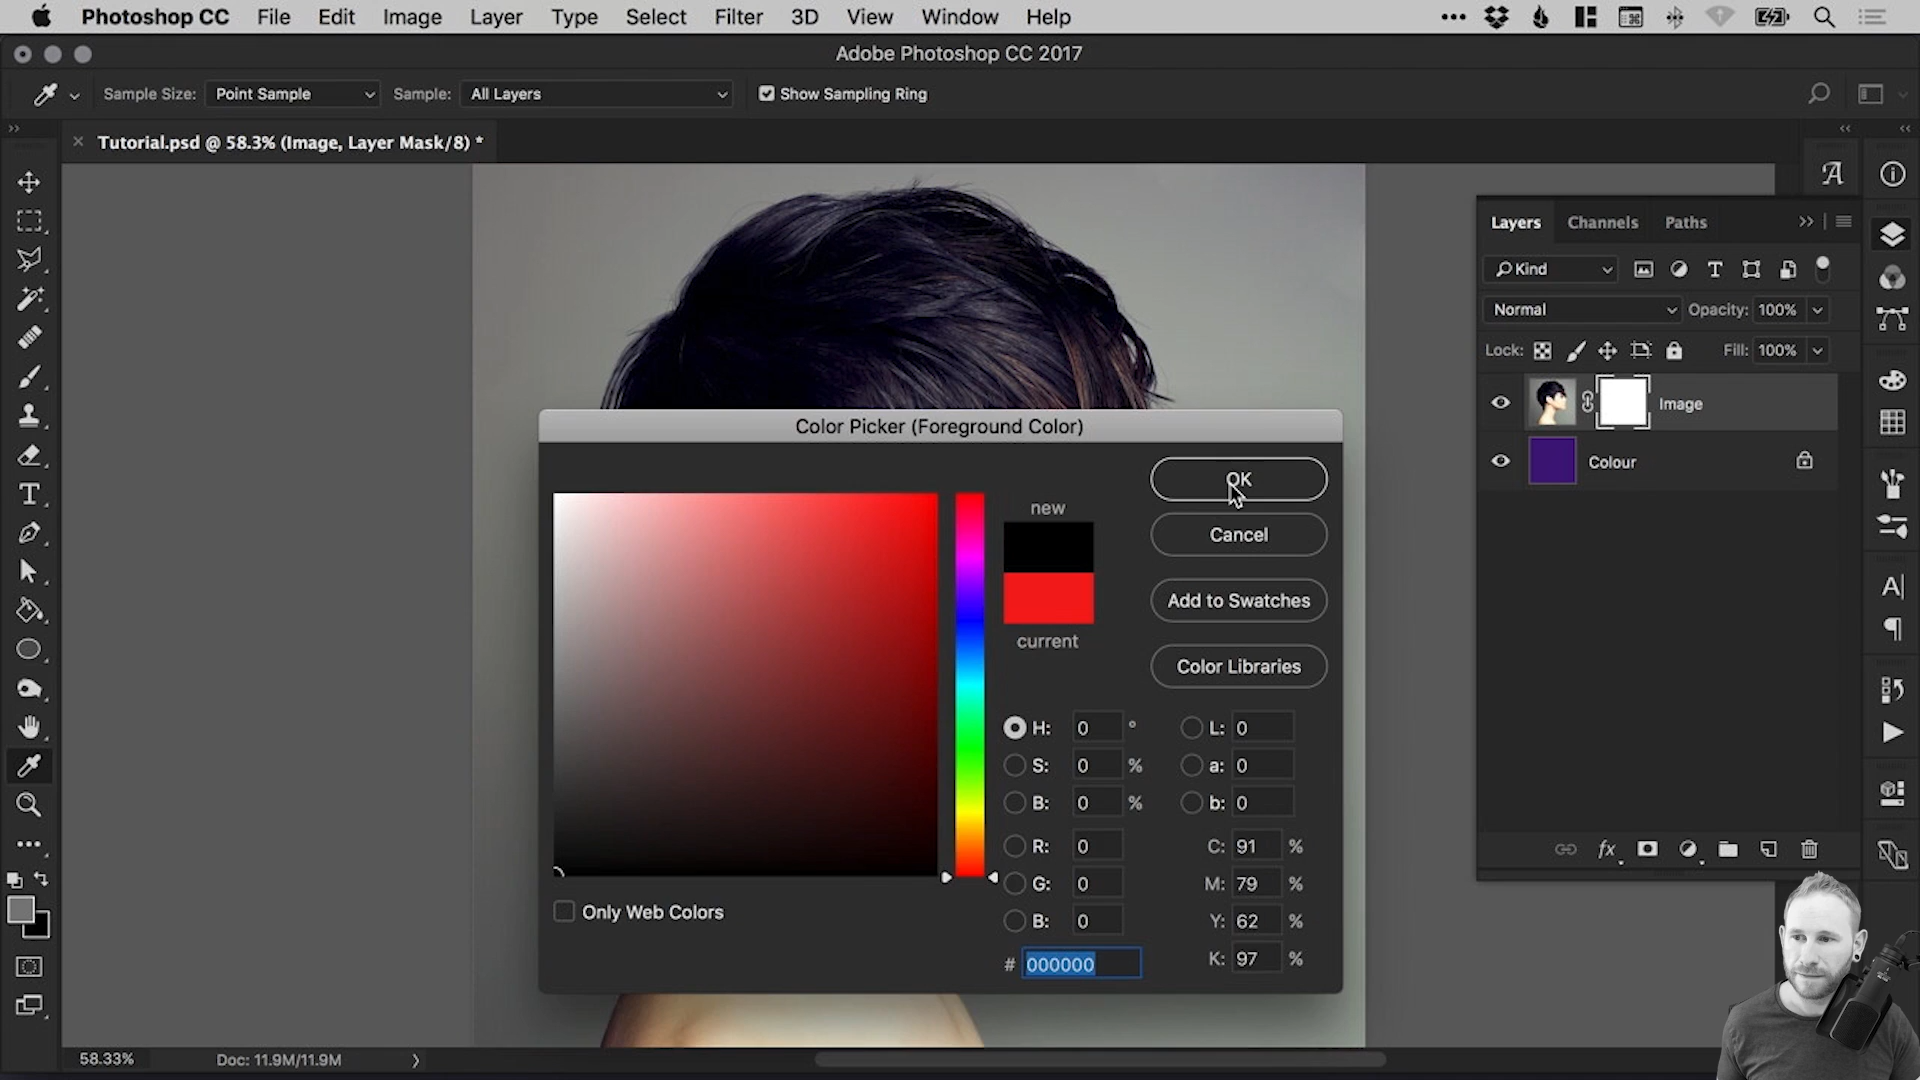 Photoshop CC File Edit Image Layer Type Select Filter 3D View Window Help
Adobe Photoshop CC 2017
Sample Size: Point Sample Sample: All Layers Show Sampling Ring
Tutorial.psd @ 58.3% (Image, Layer Mask/8) *
Layers Channels Paths
Kind
Normal Opacity: 100%
Lock: Fill: 100%
Image
Colour
Color Picker (Foreground Color)
new
current
OK
Cancel
Add to Swatches
Color Libraries
H: 0 ° L: 0
S: 0 % a: 0
B: 0 % b: 0
R: 0 C: 91 %
G: 0 M: 79 %
B: 0 Y: 62 %
# 000000 K: 97 %
Only Web Colors
fx
58.33% Doc: 11.9M/11.9M